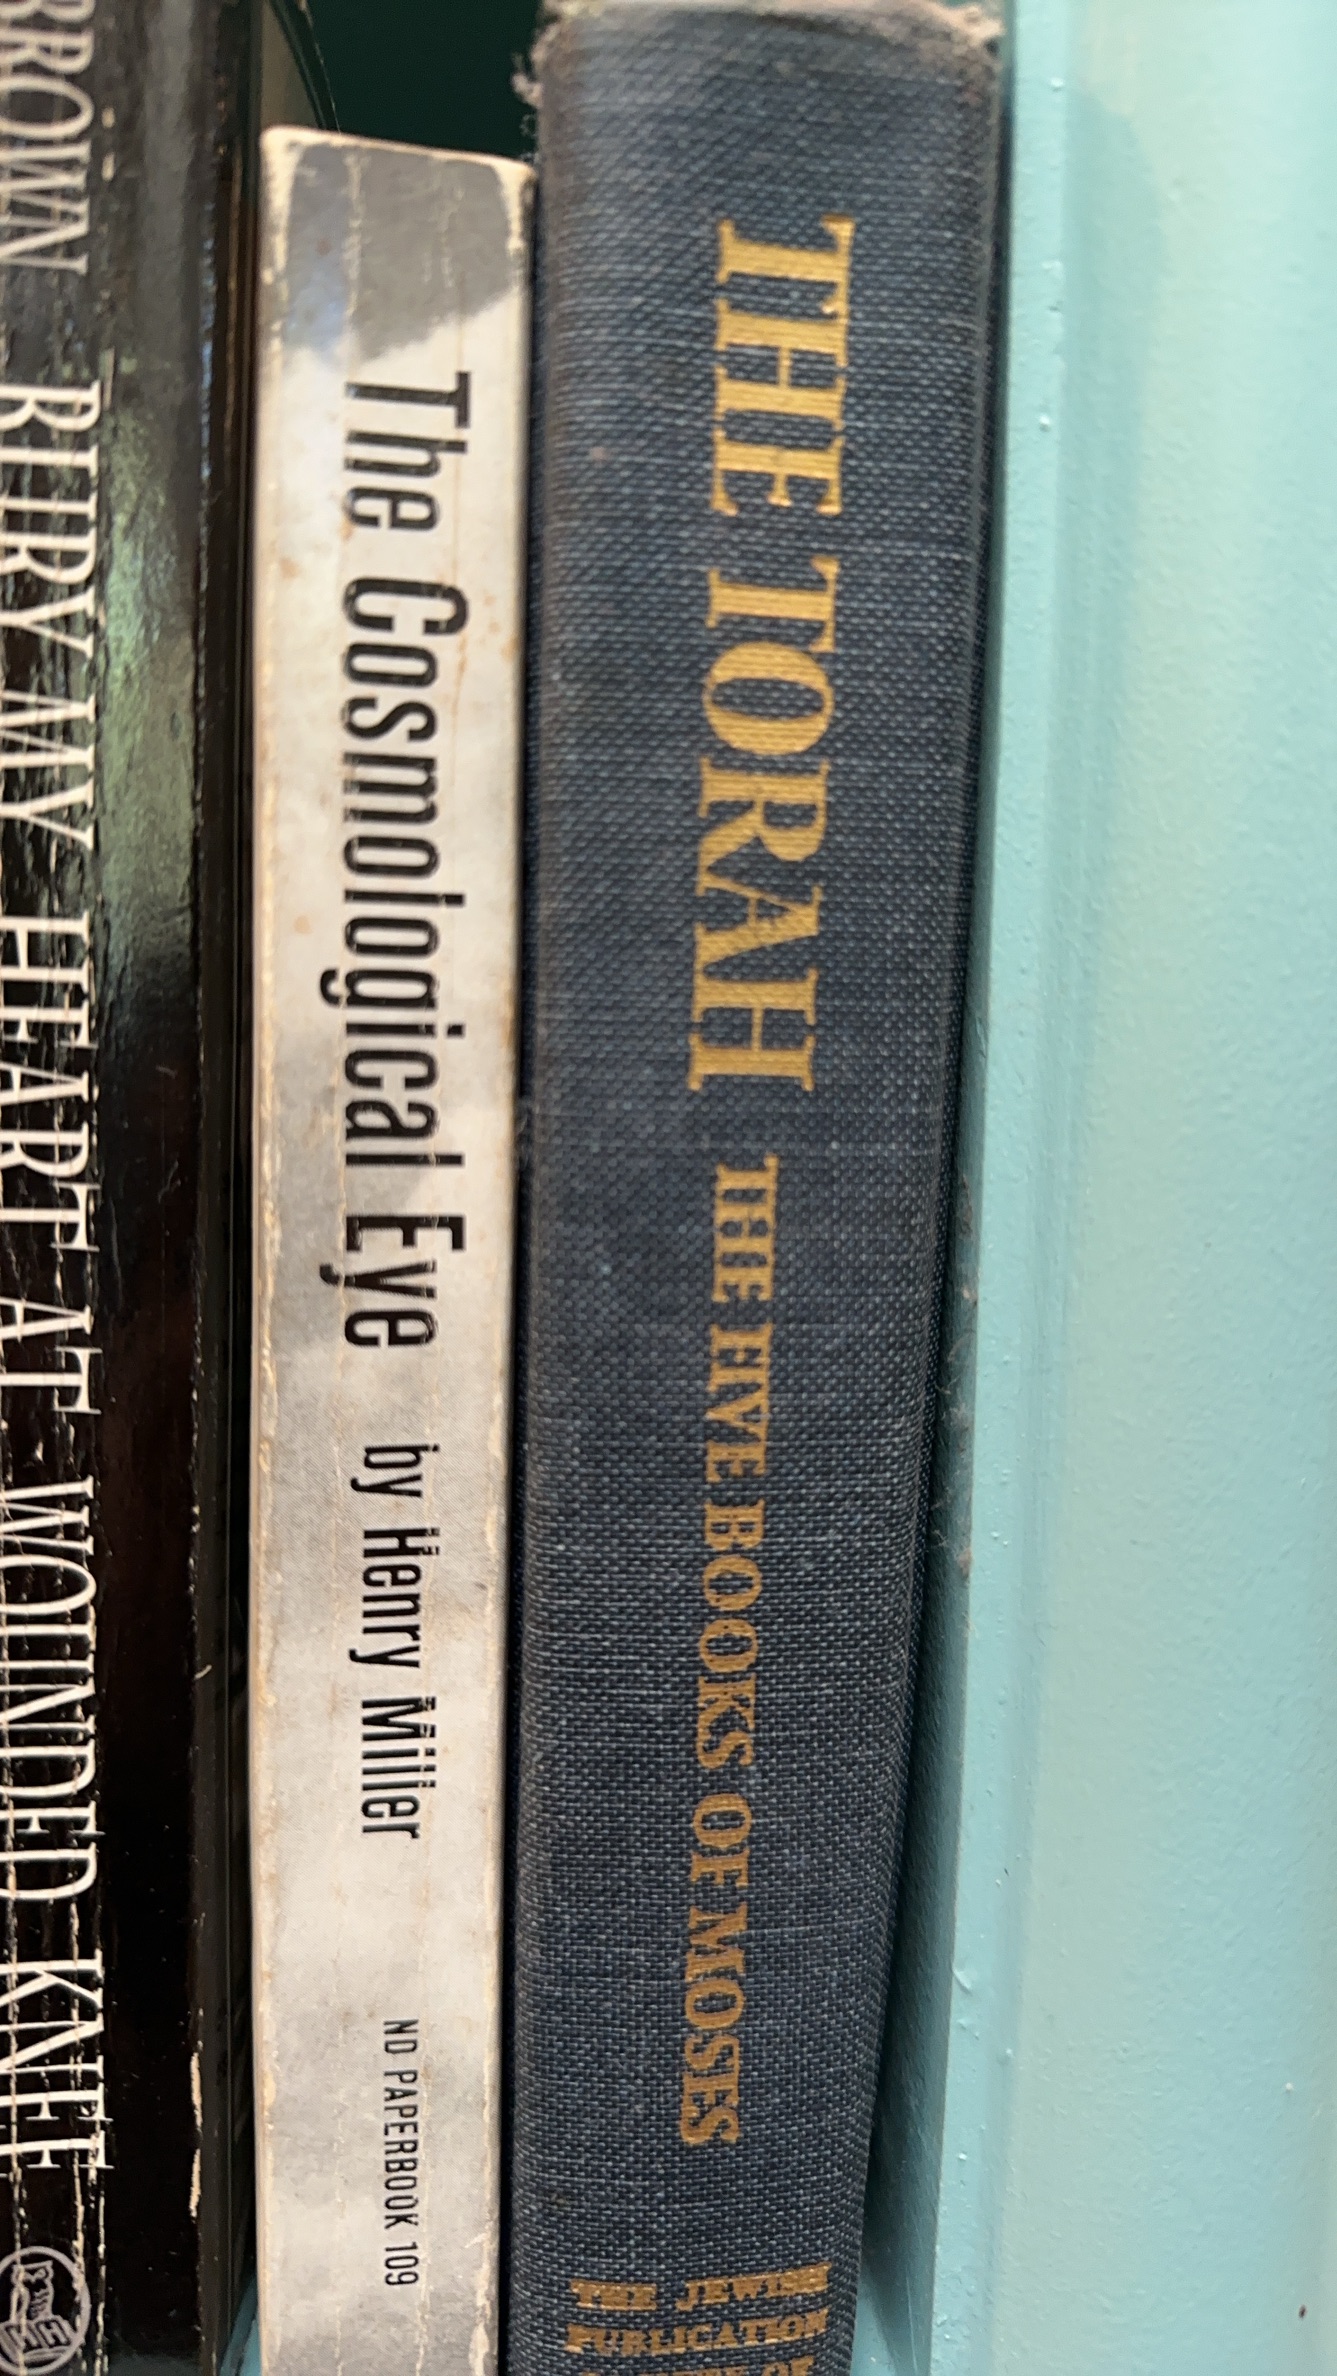 BROWN BURY MY HEART AT WOUNDED KNEE
The Cosmological Eye by Henry Miller ND PAPERBOOK 109
THE TORAH THE FIVE BOOKS OF MOSES
THE JEWISH
PUBLICATION
OF